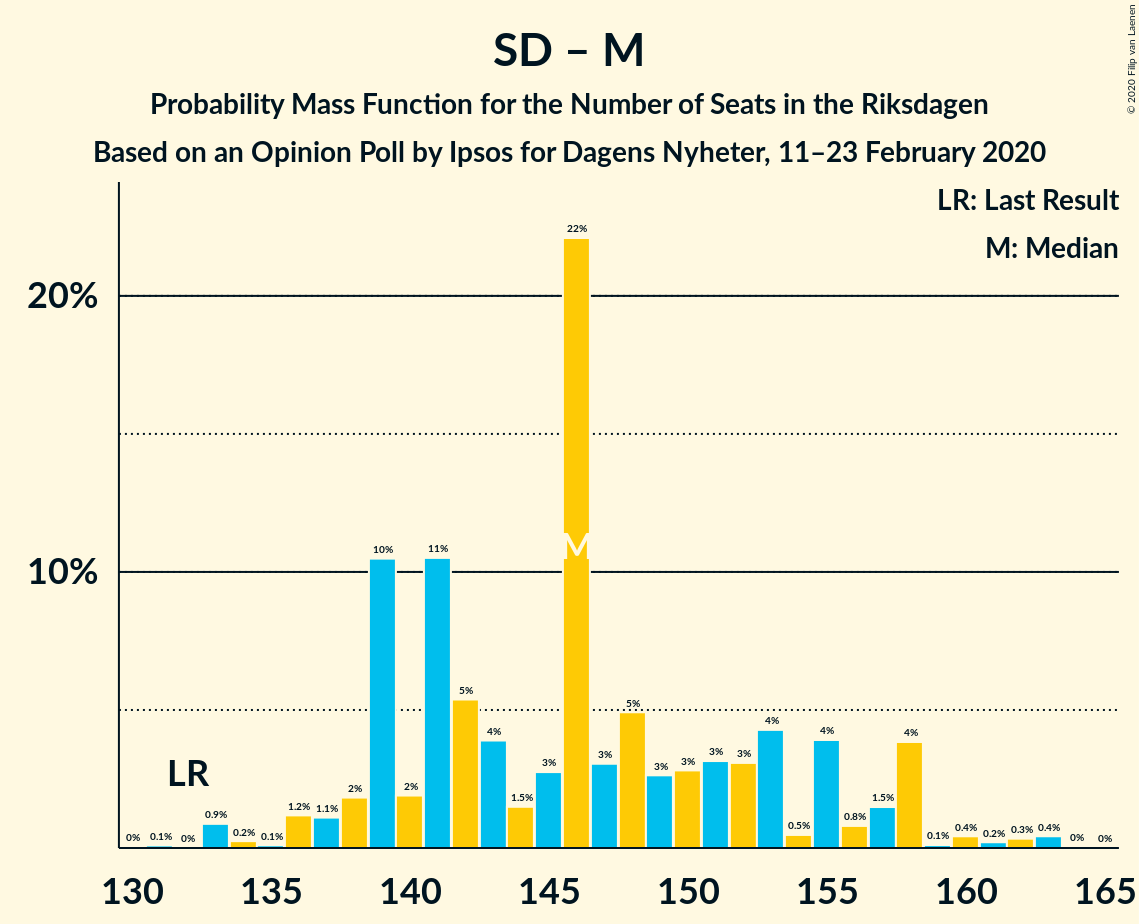 SD – M
Probability Mass Function for the Number of Seats in the Riksdagen
Based on an Opinion Poll by Ipsos for Dagens Nyheter, 11–23 February 2020
© 2020 Filip van Laenen
LR: Last Result
M: Median
20%
10%
LR
M
0% 0.1% 0% 0.9% 0.2% 0.1% 1.2% 1.1% 2% 10% 2% 11% 5% 4% 1.5% 3% 22% 3% 5% 3% 3% 3% 3% 4% 0.5% 4% 0.8% 1.5% 4% 0.1% 0.4% 0.2% 0.3% 0.4% 0% 0%
130 135 140 145 150 155 160 165